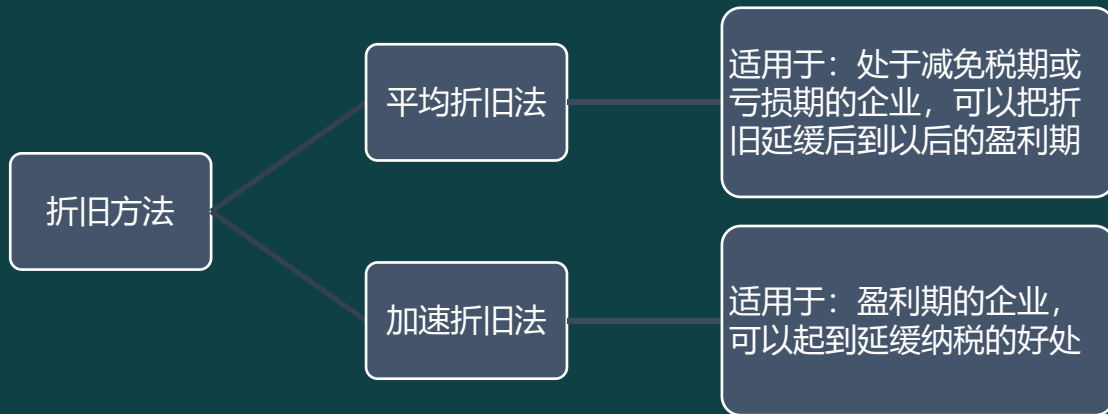 折旧方法
平均折旧法
适用于：处于减免税期或
亏损期的企业，可以把折
旧延缓后到以后的盈利期
加速折旧法
适用于：盈利期的企业，
可以起到延缓纳税的好处